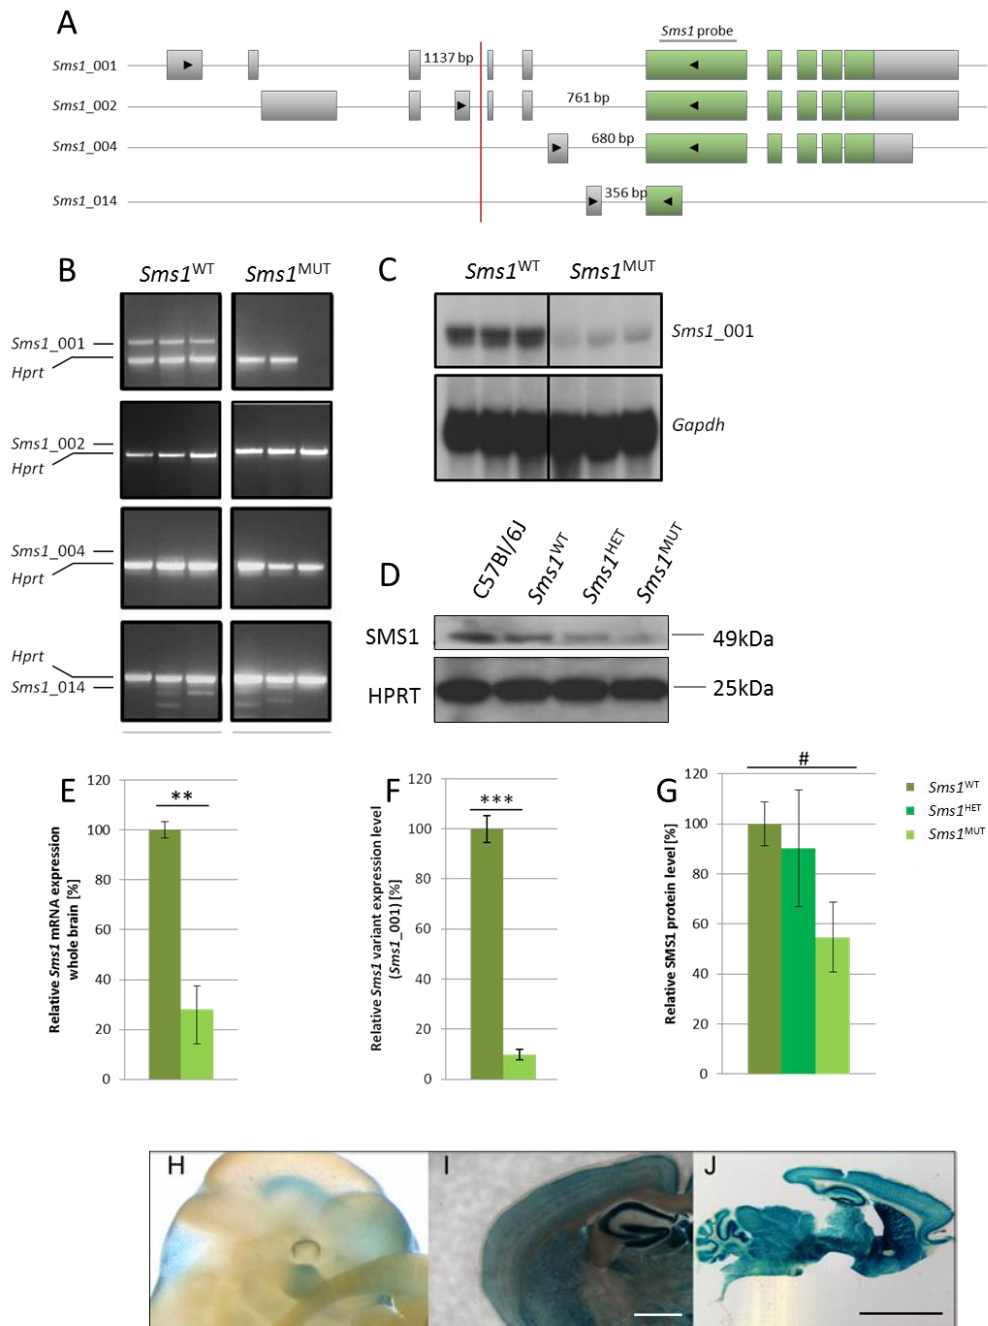 A
Sms1 probe
Sms1_001
1137 bp
Sms1_002
761 bp
Sms1_004
680 bp
Sms1_014
356 bp
B
Sms1WT
Sms1MUT
Sms1_001
Hprt
Sms1_002
Hprt
Sms1_004
Hprt
Hprt
Sms1_014
C
Sms1WT
Sms1MUT
Sms1_001
Gapdh
D
C57Bl/6J
Sms1WT
Sms1HET
Sms1MUT
SMS1
49kDa
HPRT
25kDa
E
Relative Sms1 mRNA expression
whole brain [%]
120
100
80
60
40
20
0
**
F
Relative Sms1 variant expression level
(Sms1_001) [%]
120
100
80
60
40
20
0
***
G
Relative SMS1 protein level [%]
120
100
80
60
40
20
0
#
Sms1WT
Sms1HET
Sms1MUT
H
I
J